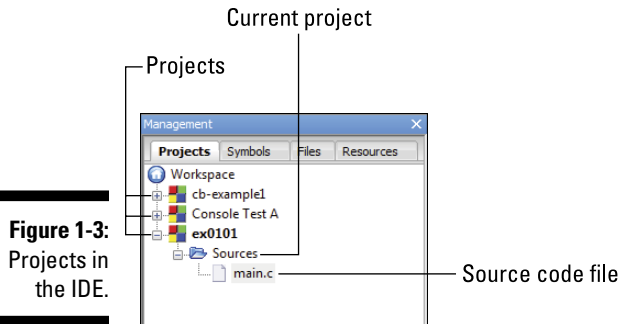 Current project
Projects
Management
Projects Symbols Files Resources
Workspace
cb-example1
Console Test A
ex0101
Sources
main.c
Source code file
Figure 1-3:
Projects in
the IDE.